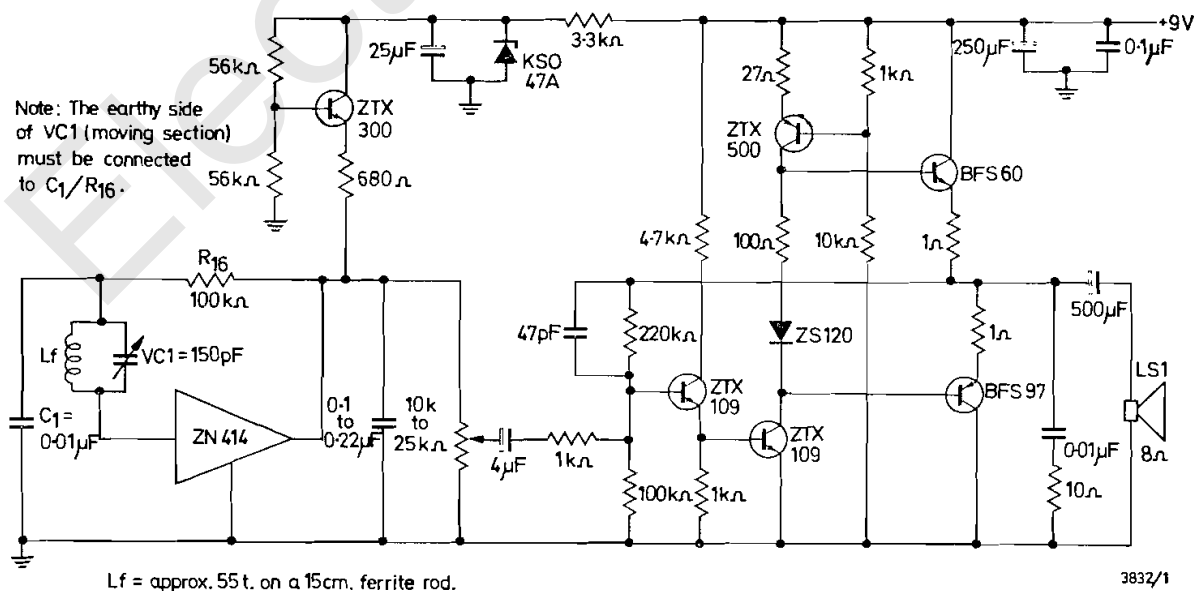 +9V
3·3kΩ
25µF
KSO
47A
250µF
0·1µF
56kΩ
ZTX
300
27Ω
1kΩ
Note: The earthy side
of VC1 (moving section)
must be connected
to C1/R16.
ZTX
500
BFS60
56kΩ
680Ω
4·7kΩ
100Ω
10kΩ
1Ω
R16
100kΩ
500µF
47pF
220kΩ
ZS120
1Ω
Lf
VC1=150pF
LS1
8Ω
C1=
0·01µF
ZN414
0·1
to
0·22µF
10k
to
25kΩ
4µF
1kΩ
ZTX
109
ZTX
109
BFS97
0·01µF
10Ω
100kΩ
1kΩ
Lf = approx. 55t. on a 15cm. ferrite rod.
3832/1
Elec